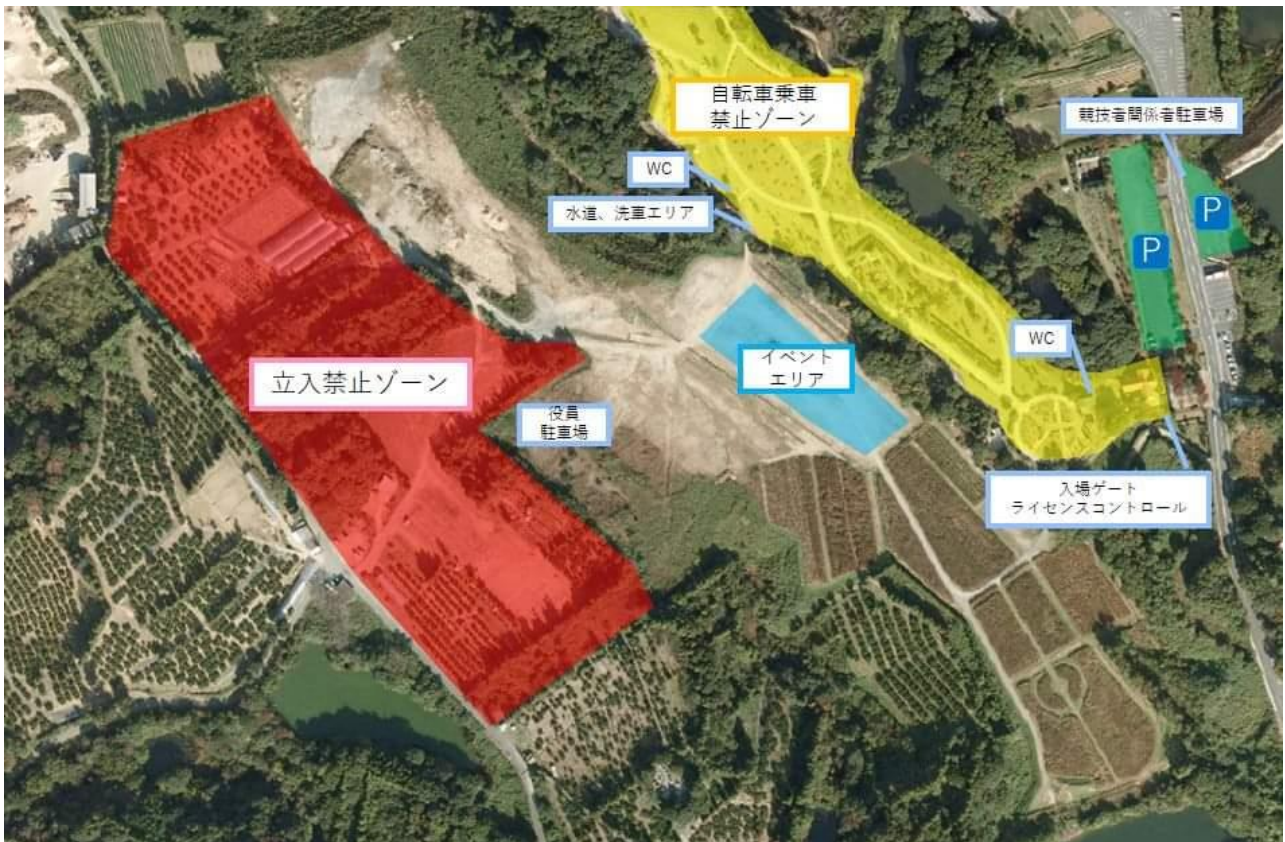 自転車乗車
禁止ゾーン
競技者関係者駐車場
WC
水道、洗車エリア
P
P
WC
イベント
エリア
立入禁止ゾーン
役員
駐車場
入場ゲート
ライセンスコントロール